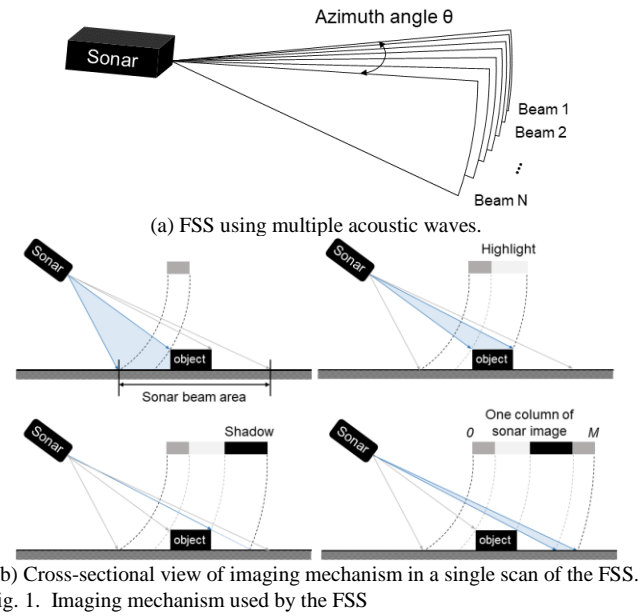 Azimuth angle θ
Sonar
Beam 1
Beam 2
...
Beam N
(a) FSS using multiple acoustic waves.
Sonar
object
Sonar beam area
Sonar
Highlight
object
Sonar
Shadow
object
Sonar
One column of
sonar image
0
M
object
b) Cross-sectional view of imaging mechanism in a single scan of the FSS.
ig. 1. Imaging mechanism used by the FSS